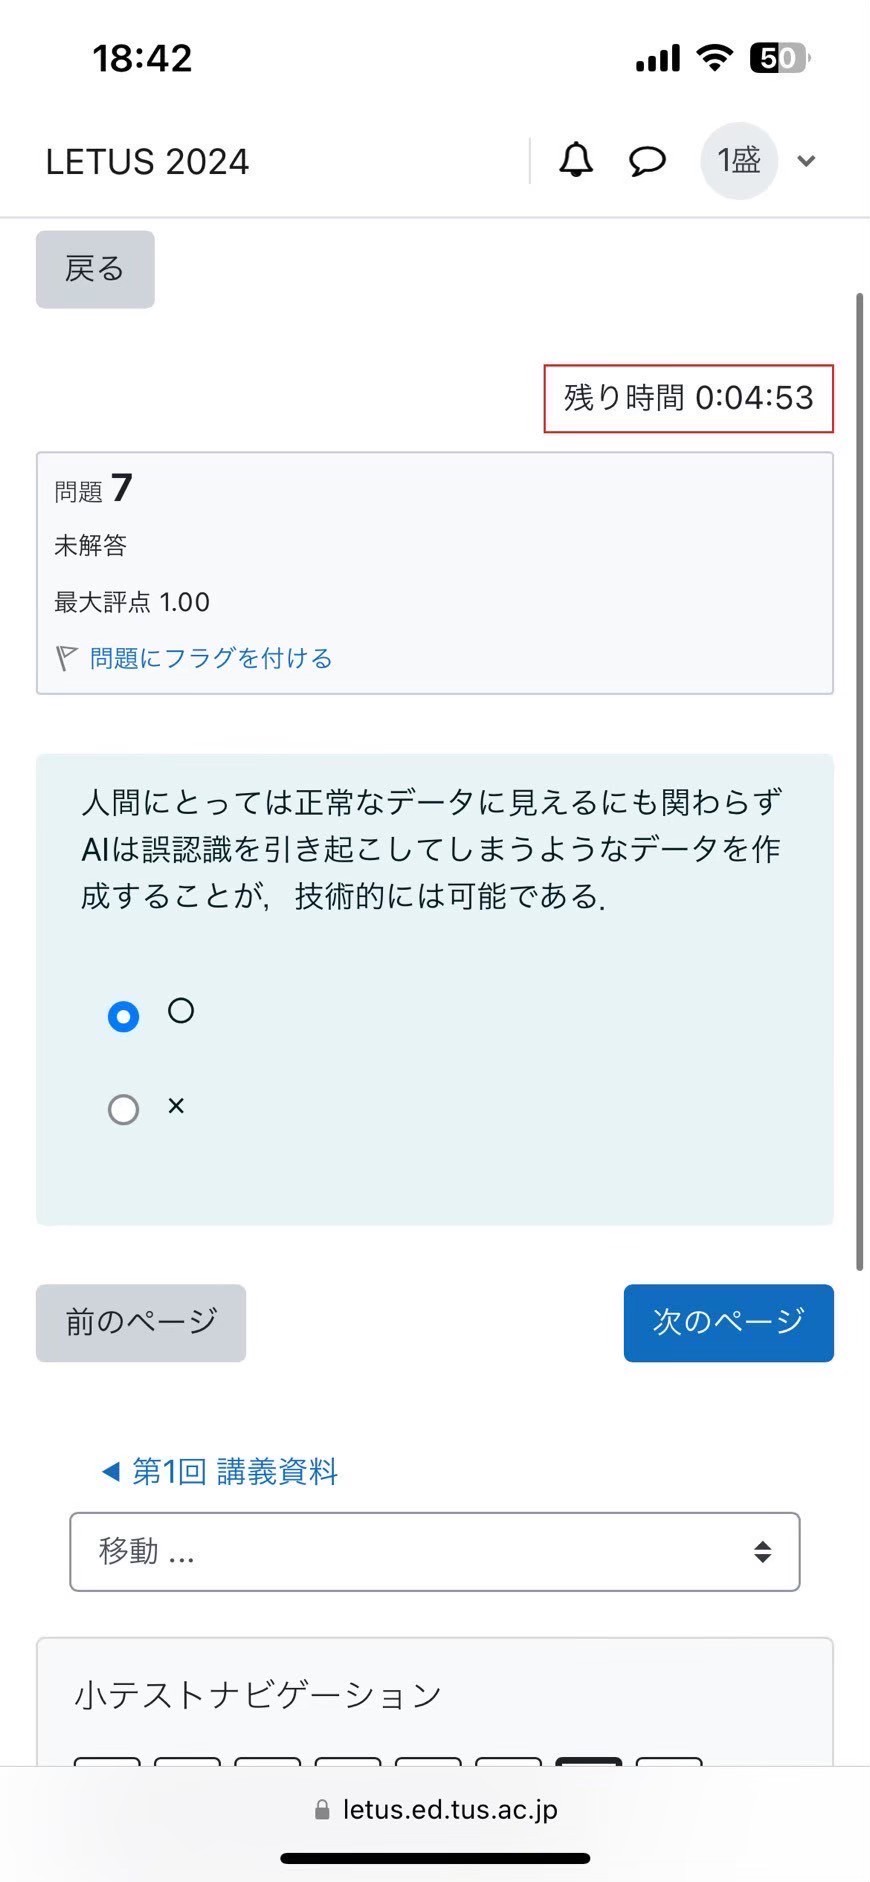 18:42
50
LETUS 2024
1盛
戻る
残り時間 0:04:53
問題 7
未解答
最大評点 1.00
問題にフラグを付ける
人間にとっては正常なデータに見えるにも関わらず
AIは誤認識を引き起こしてしまうようなデータを作
成することが，技術的には可能である．
○
×
前のページ
次のページ
◀ 第1回 講義資料
移動 ...
小テストナビゲーション
letus.ed.tus.ac.jp